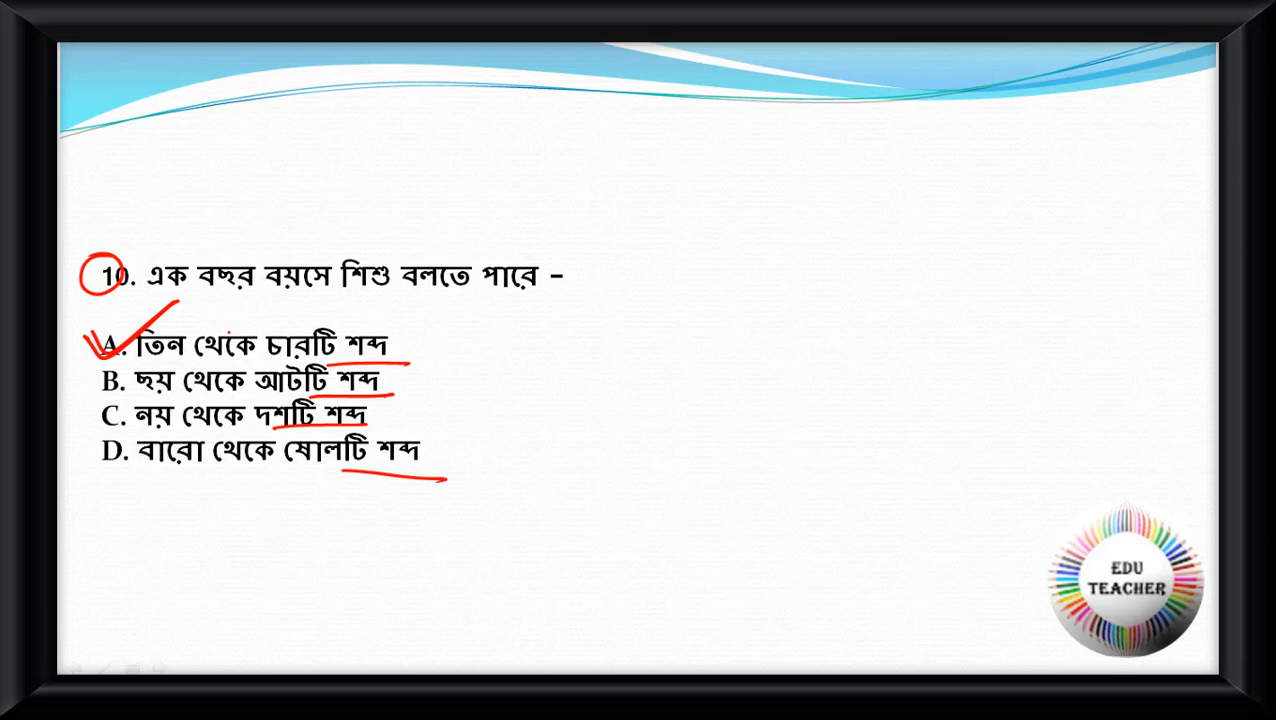 10. এক বছর বয়সে শিশু বলতে পারে –
A. তিন থেকে চারটি শব্দ
B. ছয় থেকে আটটি শব্দ
C. নয় থেকে দশটি শব্দ
D. বারো থেকে ষোলটি শব্দ
EDU
TEACHER